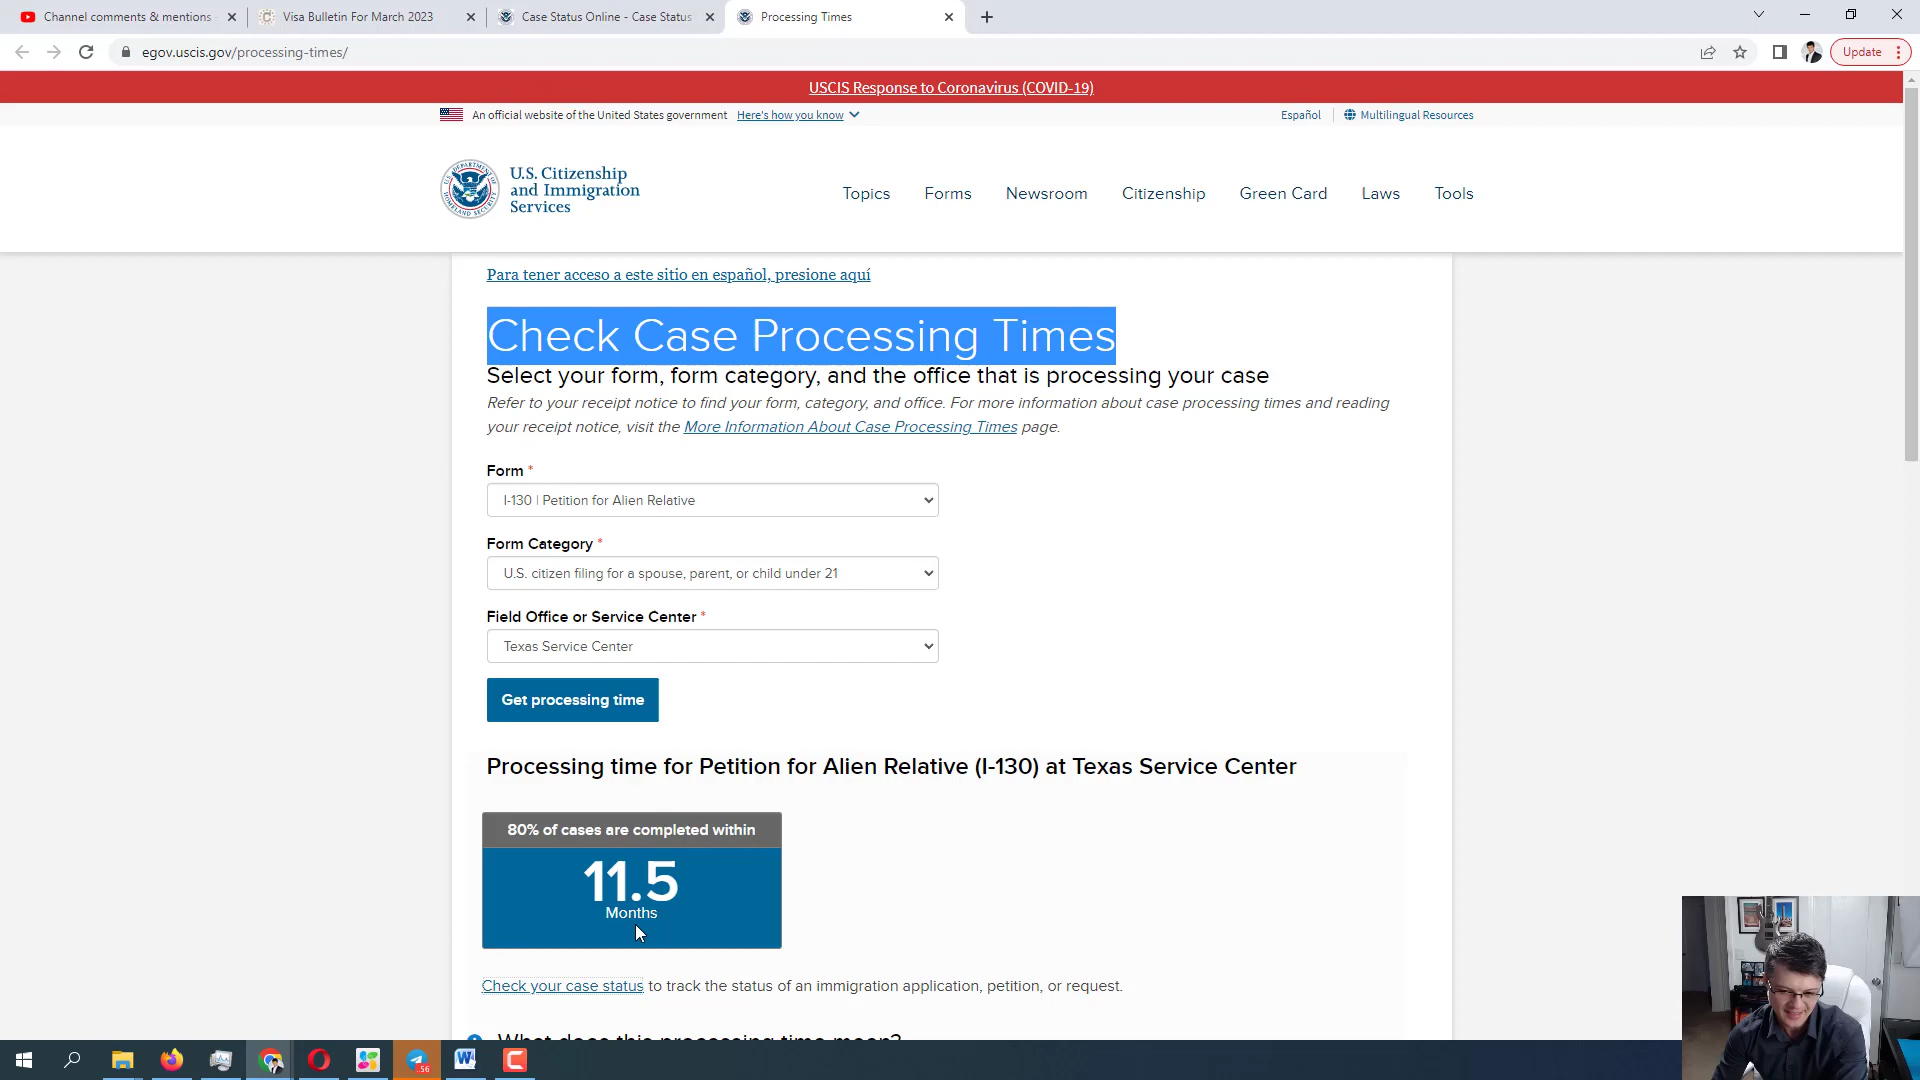 Channel comments & mentions
Visa Bulletin For March 2023
Case Status Online - Case Status
Processing Times
egov.uscis.gov/processing-times/
Update
USCIS Response to Coronavirus (COVID-19)
An official website of the United States government Here's how you know
Español
Multilingual Resources
U.S. Citizenship
and Immigration
Services
Topics Forms Newsroom Citizenship Green Card Laws Tools
Para tener acceso a este sitio en español, presione aquí
Check Case Processing Times
Select your form, form category, and the office that is processing your case
Refer to your receipt notice to find your form, category, and office. For more information about case processing times and reading
your receipt notice, visit the More Information About Case Processing Times page.
Form *
I-130 | Petition for Alien Relative
Form Category *
U.S. citizen filing for a spouse, parent, or child under 21
Field Office or Service Center *
Texas Service Center
Get processing time
Processing time for Petition for Alien Relative (I-130) at Texas Service Center
80% of cases are completed within
11.5
Months
Check your case status to track the status of an immigration application, petition, or request.
What does this processing time mean?